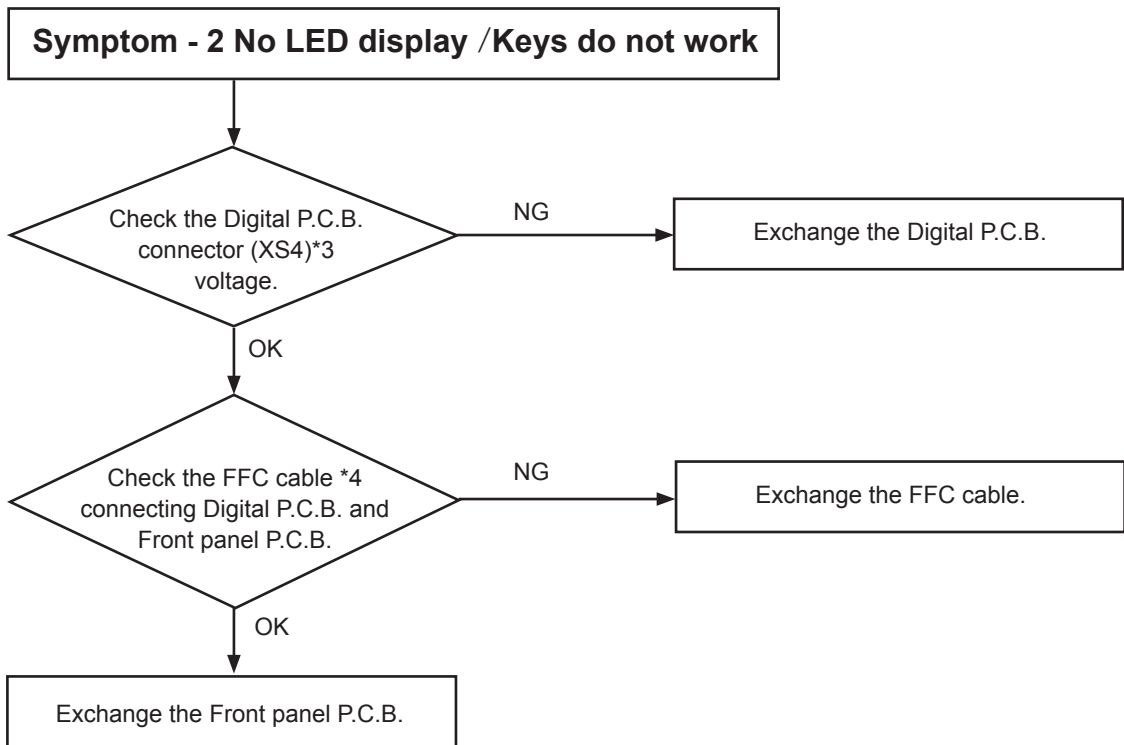 Symptom - 2 No LED display /Keys do not work
Check the Digital P.C.B.
connector (XS4)*3
voltage.
NG
Exchange the Digital P.C.B.
OK
Check the FFC cable *4
connecting Digital P.C.B. and
Front panel P.C.B.
NG
Exchange the FFC cable.
OK
Exchange the Front panel P.C.B.